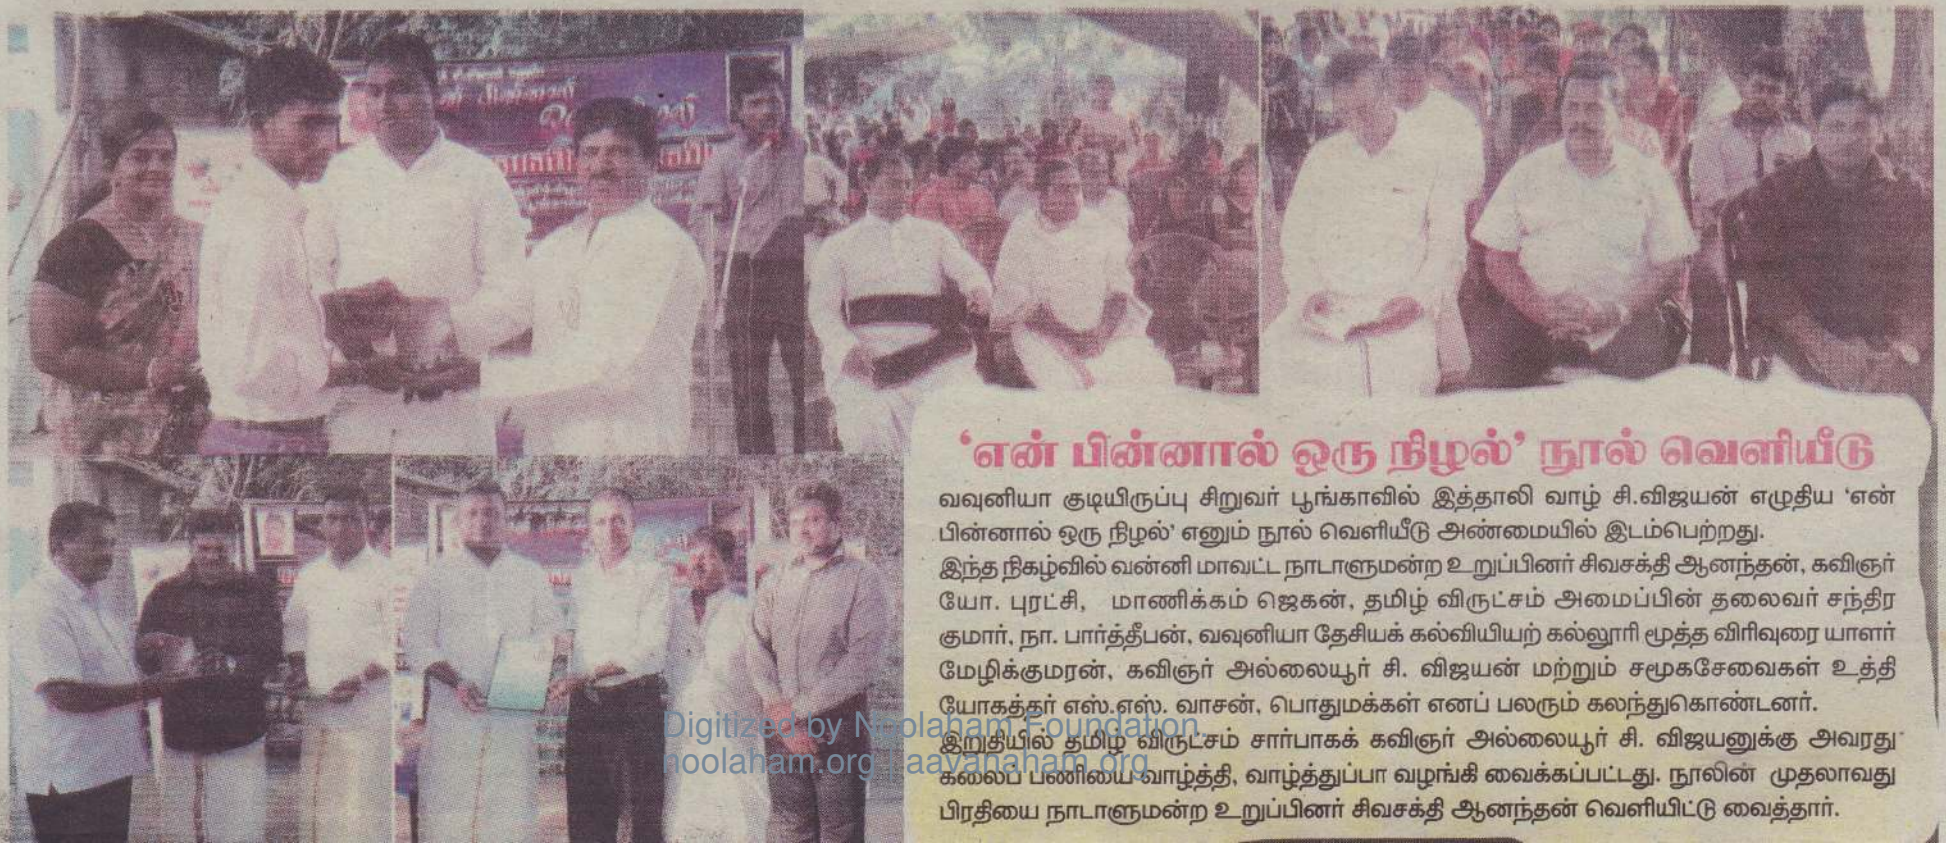 ‘என் பின்னால் ஒரு நிழல்’ நூல் வெளியீடு
வவுனியா குடியிருப்பு சிறுவர் பூங்காவில் இத்தாலி வாழ் சி.விஜயன் எழுதிய ‘என்
பின்னால் ஒரு நிழல்’ எனும் நூல் வெளியீடு அண்மையில் இடம்பெற்றது.
இந்த நிகழ்வில் வன்னி மாவட்ட நாடாளுமன்ற உறுப்பினர் சிவசக்தி ஆனந்தன், கவிஞர்
யோ. புரட்சி, மாணிக்கம் ஜெகன், தமிழ் விருட்சம் அமைப்பின் தலைவர் சந்திர
குமார், நா. பார்த்தீபன், வவுனியா தேசியக் கல்வியியற் கல்லூரி மூத்த விரிவுரை யாளர்
மேழிக்குமரன், கவிஞர் அல்லையூர் சி. விஜயன் மற்றும் சமூகசேவைகள் உத்தி
யோகத்தர் எஸ்.எஸ். வாசன், பொதுமக்கள் எனப் பலரும் கலந்துகொண்டனர்.
இறுதியில் தமிழ் விருட்சம் சார்பாகக் கவிஞர் அல்லையூர் சி. விஜயனுக்கு அவரது
கலைப் பணியை வாழ்த்தி, வாழ்த்துப்பா வழங்கி வைக்கப்பட்டது. நூலின் முதலாவது
பிரதியை நாடாளுமன்ற உறுப்பினர் சிவசக்தி ஆனந்தன் வெளியிட்டு வைத்தார்.
Digitized by Noolaham Foundation.
noolaham.org | aavanaham.org